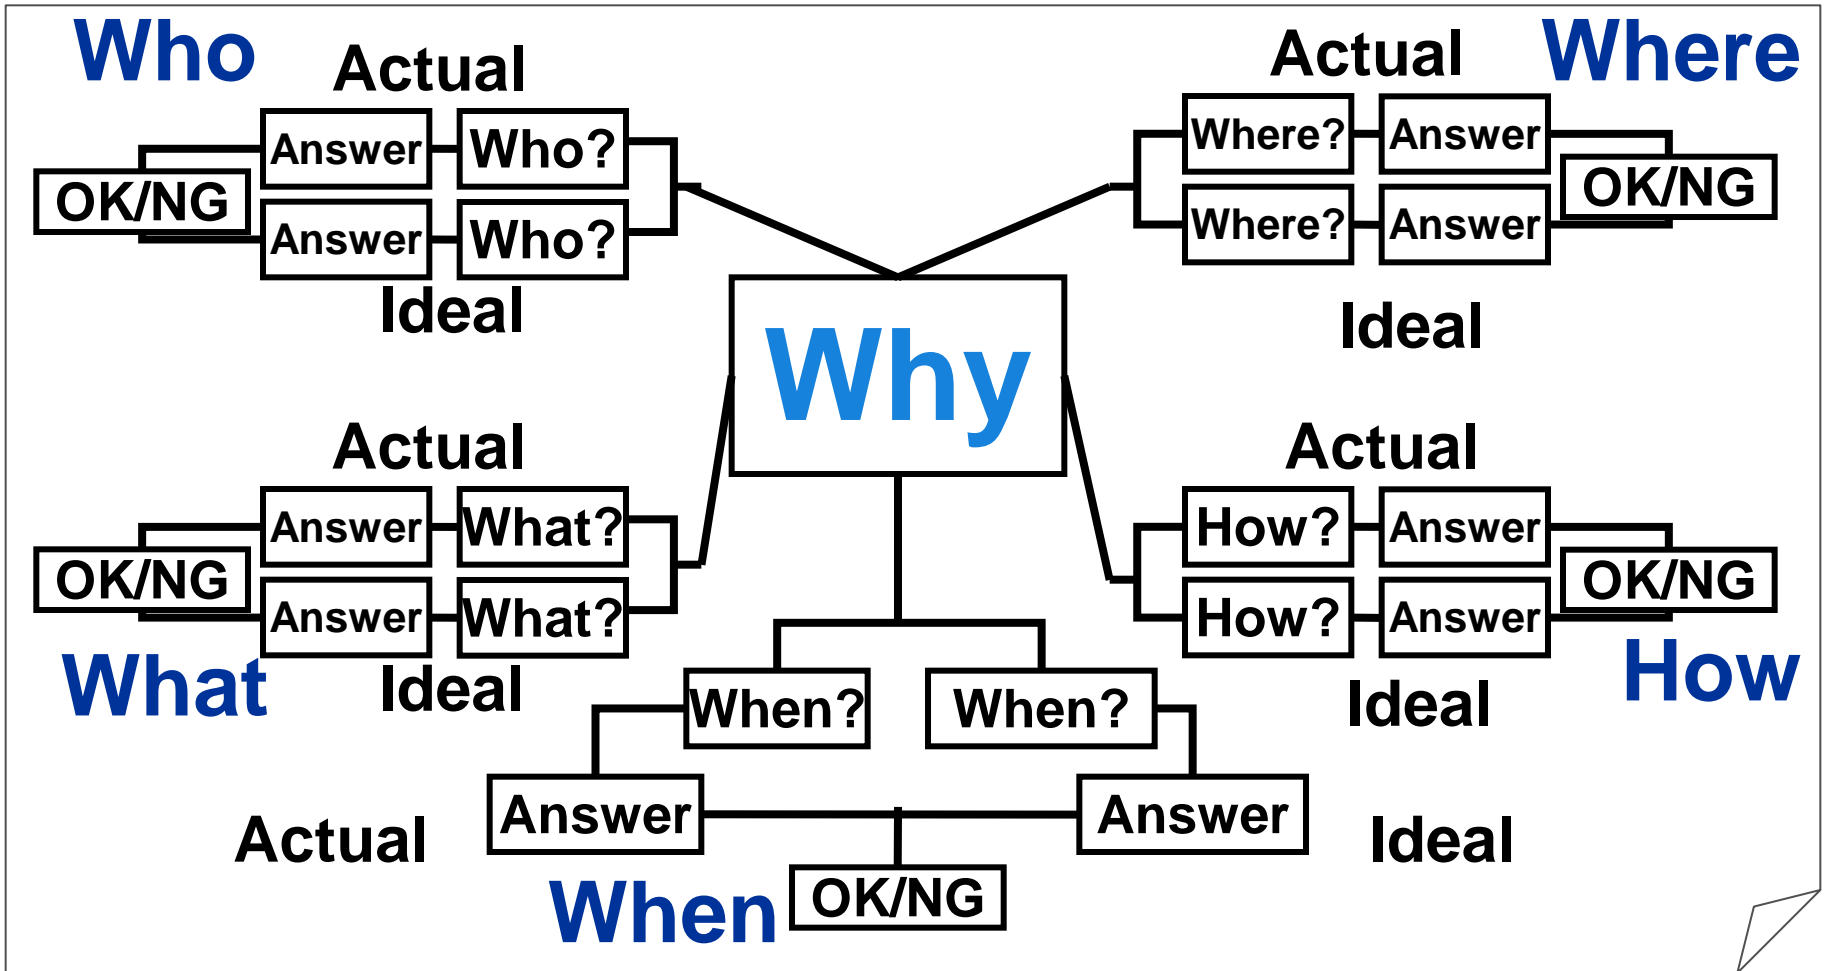 Who
Actual
Answer
Who?
OK/NG
Answer
Who?
Ideal
Actual
Where
Where?
Answer
OK/NG
Where?
Answer
Ideal
Why
Actual
Answer
What?
OK/NG
Answer
What?
What
Ideal
Actual
How?
Answer
OK/NG
How?
Answer
How
Ideal
When?
When?
Actual
Answer
Answer
Ideal
When
OK/NG